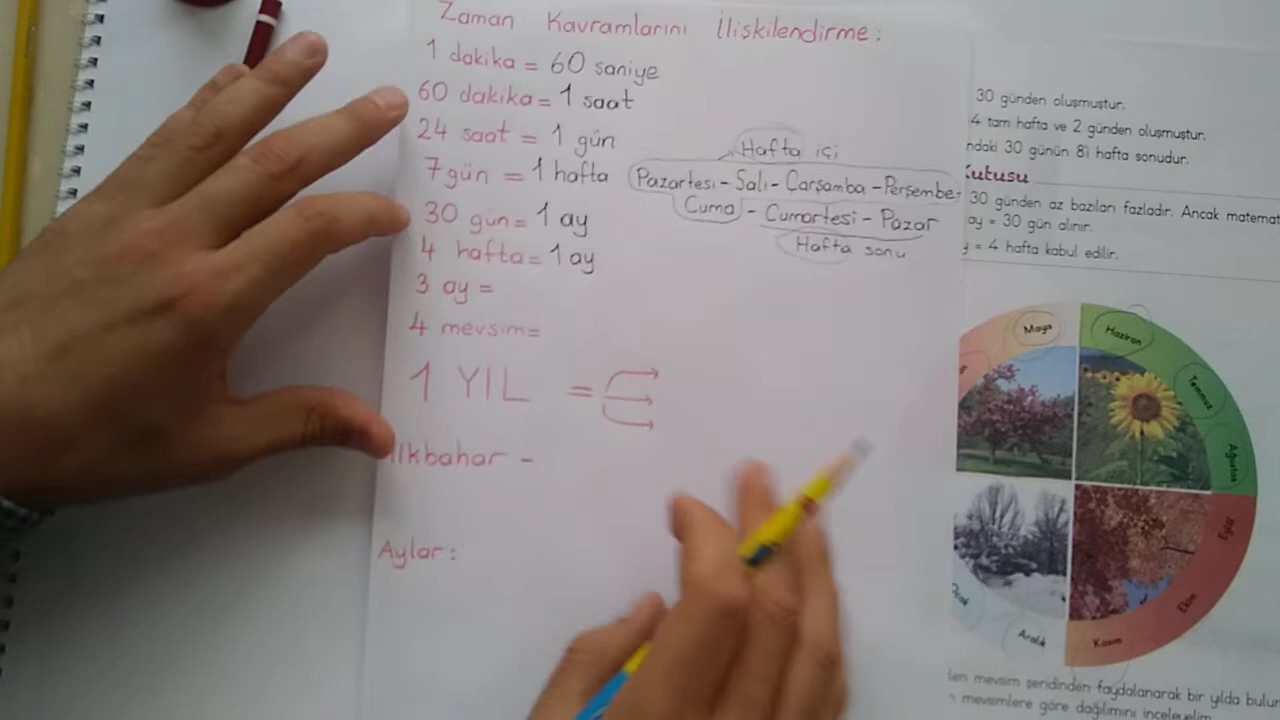 Zaman Kavramlarını İlişkilendirme:
1 dakika = 60 saniye
60 dakika = 1 saat
24 saat = 1 gün
7 gün = 1 hafta
30 gün = 1 ay
4 hafta = 1 ay
3 ay =
4 mevsim=
1 YIL =
İlkbahar -
Aylar:
Hafta içi
Pazartesi - Salı - Çarşamba - Perşembe-
Cuma - Cumartesi - Pazar
Hafta sonu
30 günden oluşmuştur.
4 tam hafta ve 2 günden oluşmuştur.
ndaki 30 günün 8'i hafta sonudur.
Kutusu
30 günden az bazıları fazladır. Ancak matemat
ay = 30 gün alınır.
= 4 hafta kabul edilir.
Mayıs
Haziran
Temmuz
Ağustos
Eylül
Ekim
Kasım
Aralık
Ocak
len mevsim şeridinden faydalanarak bir yılda bulun
mevsimlere göre dağılımını inceleyelim.